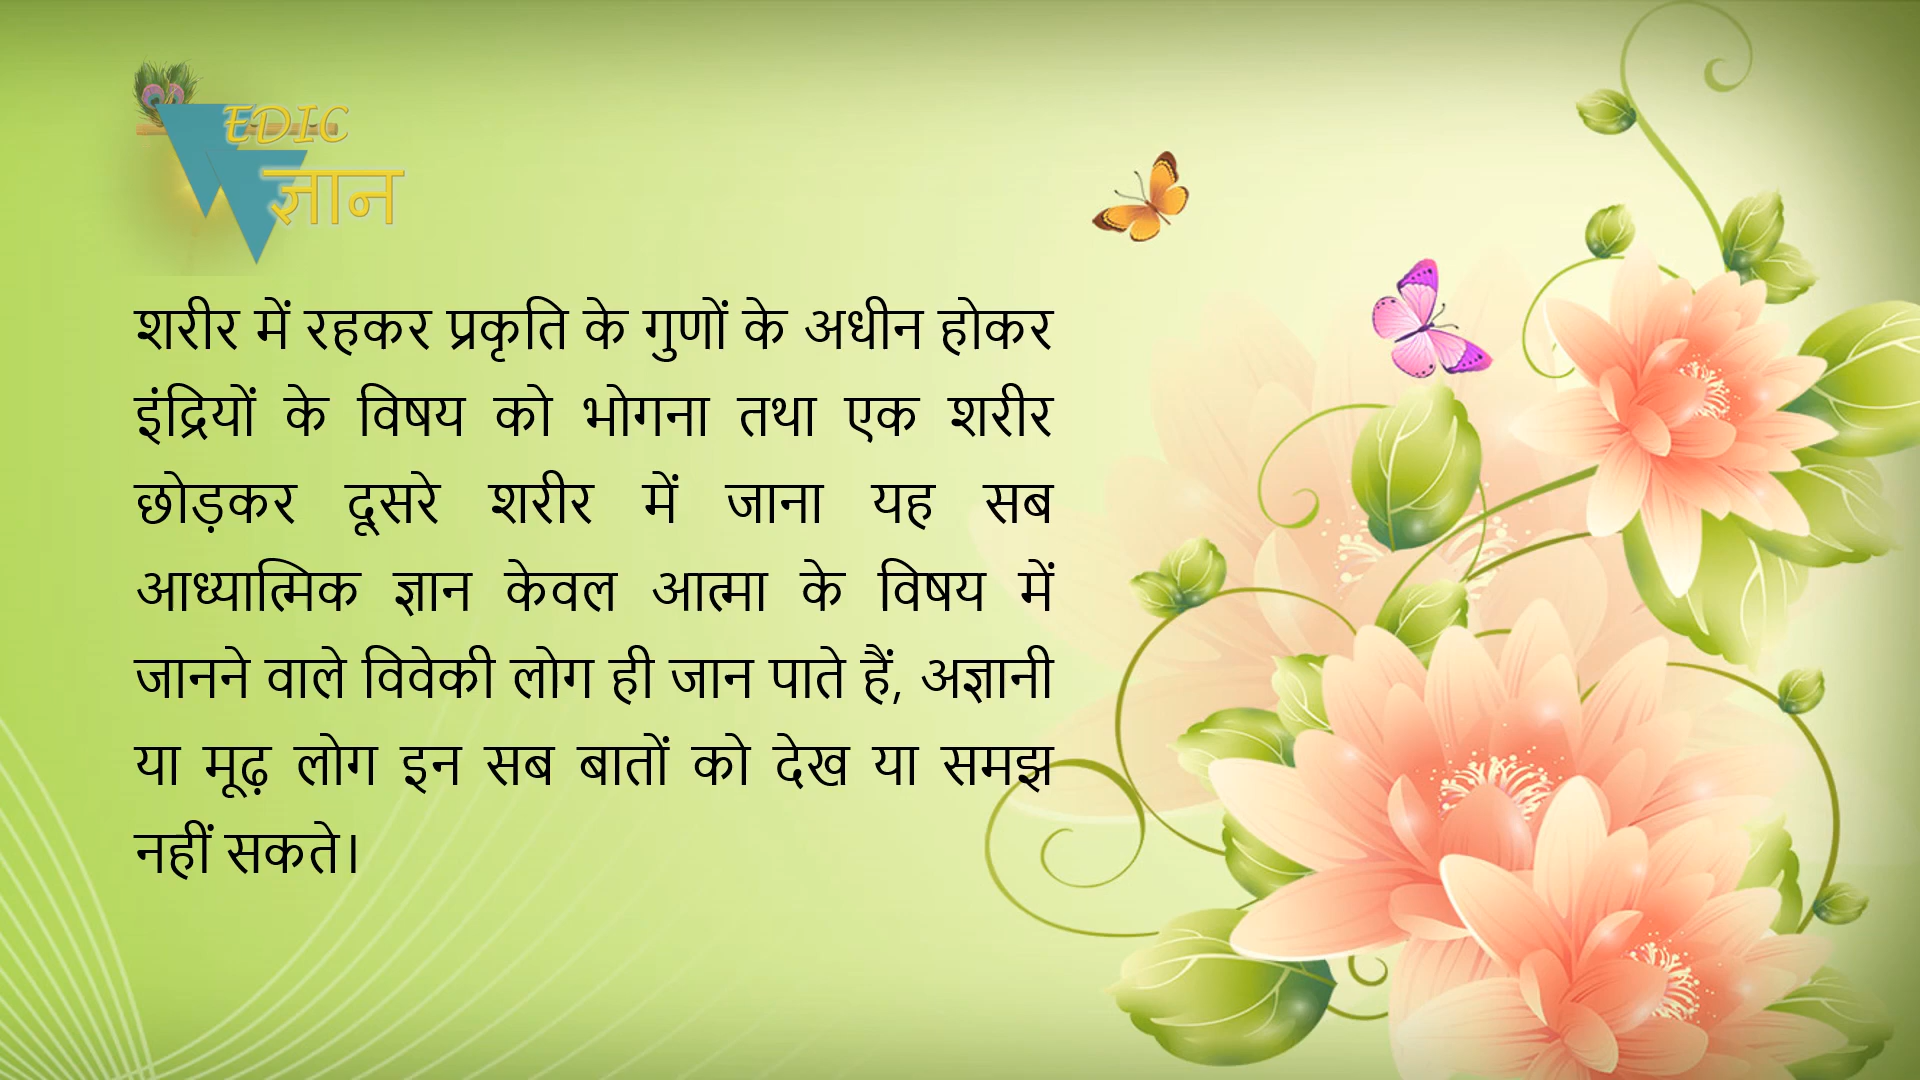 VEDIC
ज्ञान
शरीर में रहकर प्रकृति के गुणों के अधीन होकर
इंद्रियों के विषय को भोगना तथा एक शरीर
छोड़कर दूसरे शरीर में जाना यह सब
आध्यात्मिक ज्ञान केवल आत्मा के विषय में
जानने वाले विवेकी लोग ही जान पाते हैं, अज्ञानी
या मूढ़ लोग इन सब बातों को देख या समझ
नहीं सकते।